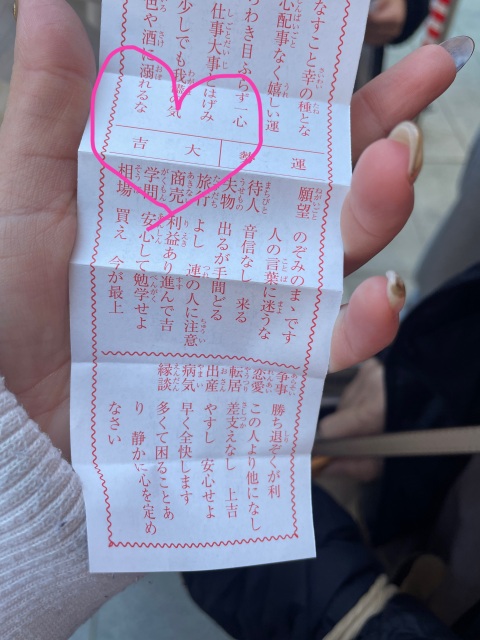 なすこと幸の種とな
心配事なく嬉しい運
わき目ふらず一心
仕事大事にはげみ
少しでも我儘の気
色や酒に溺れるな
運勢 大吉
願望 のぞみのまゝです
人の言葉に迷うな
待人 音信なし 来る
失物 出るが手間どる
旅行 よし 連の人に注意
商売 利益あり進んで吉
学問 安心して勉学せよ
相場 買え 今が最上
争事 勝ち退ぞくが利
恋愛 この人より他になし
転居 差支えなし 上吉
出産 やすし 安心せよ
病気 早く全快します
縁談 多くて困ることあ
り 静かに心を定め
なさい